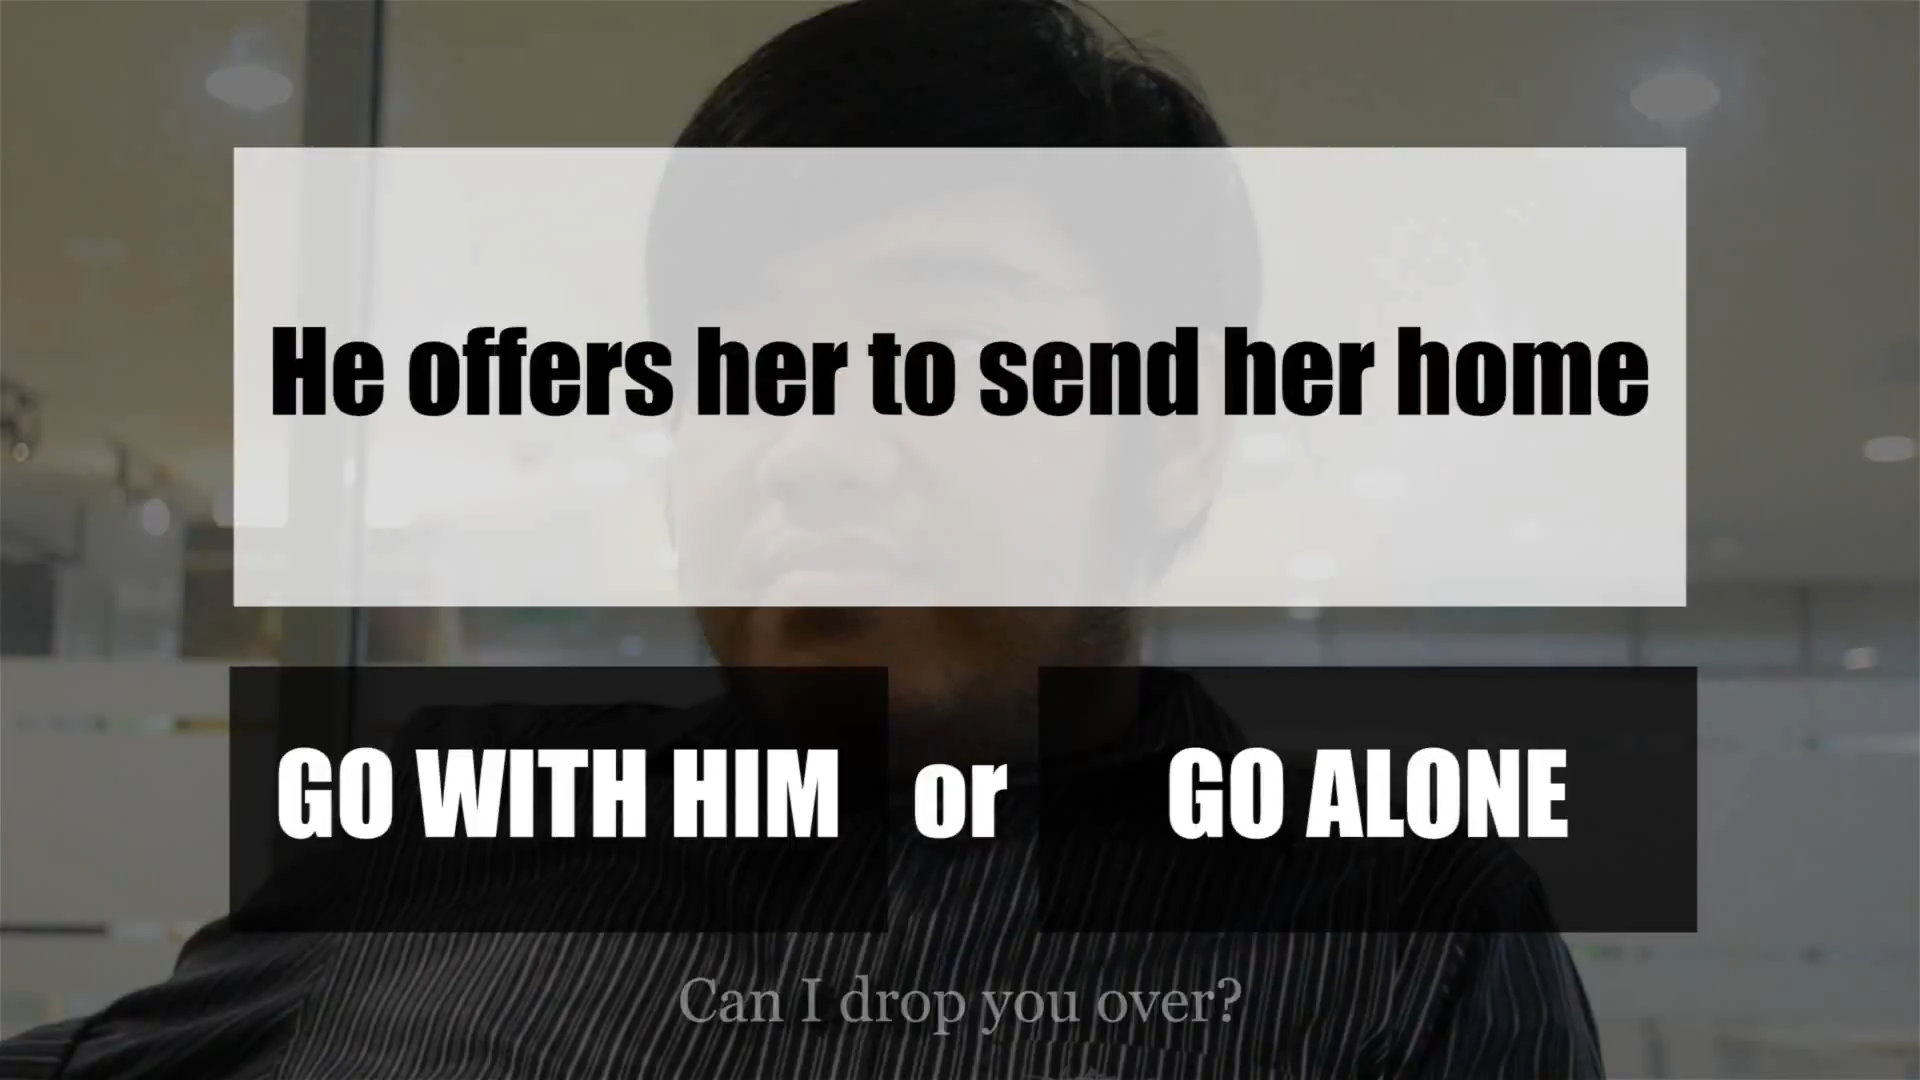 He offers her to send her home
GO WITH HIM or GO ALONE
Can I drop you over?